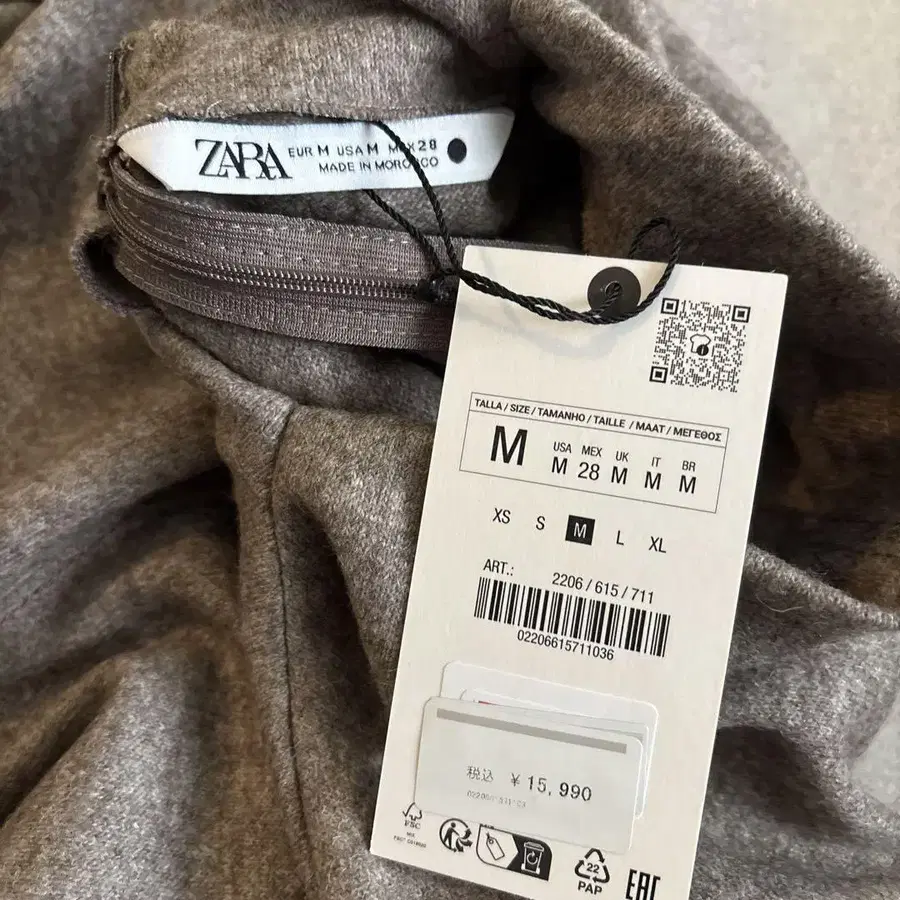 ZARA EUR M USA M MEX 28
MADE IN MOROCCO
TALLA / SIZE / TAMANHO / TAILLE / MAAT / ΜΕΓΕΘΟΣ
M
USA MEX UK IT BR
M 28 M M M
XS S M L XL
ART.: 2206 / 615 / 711
02206615711036
税込 ¥15,990
FSC
22
PAP
EAC